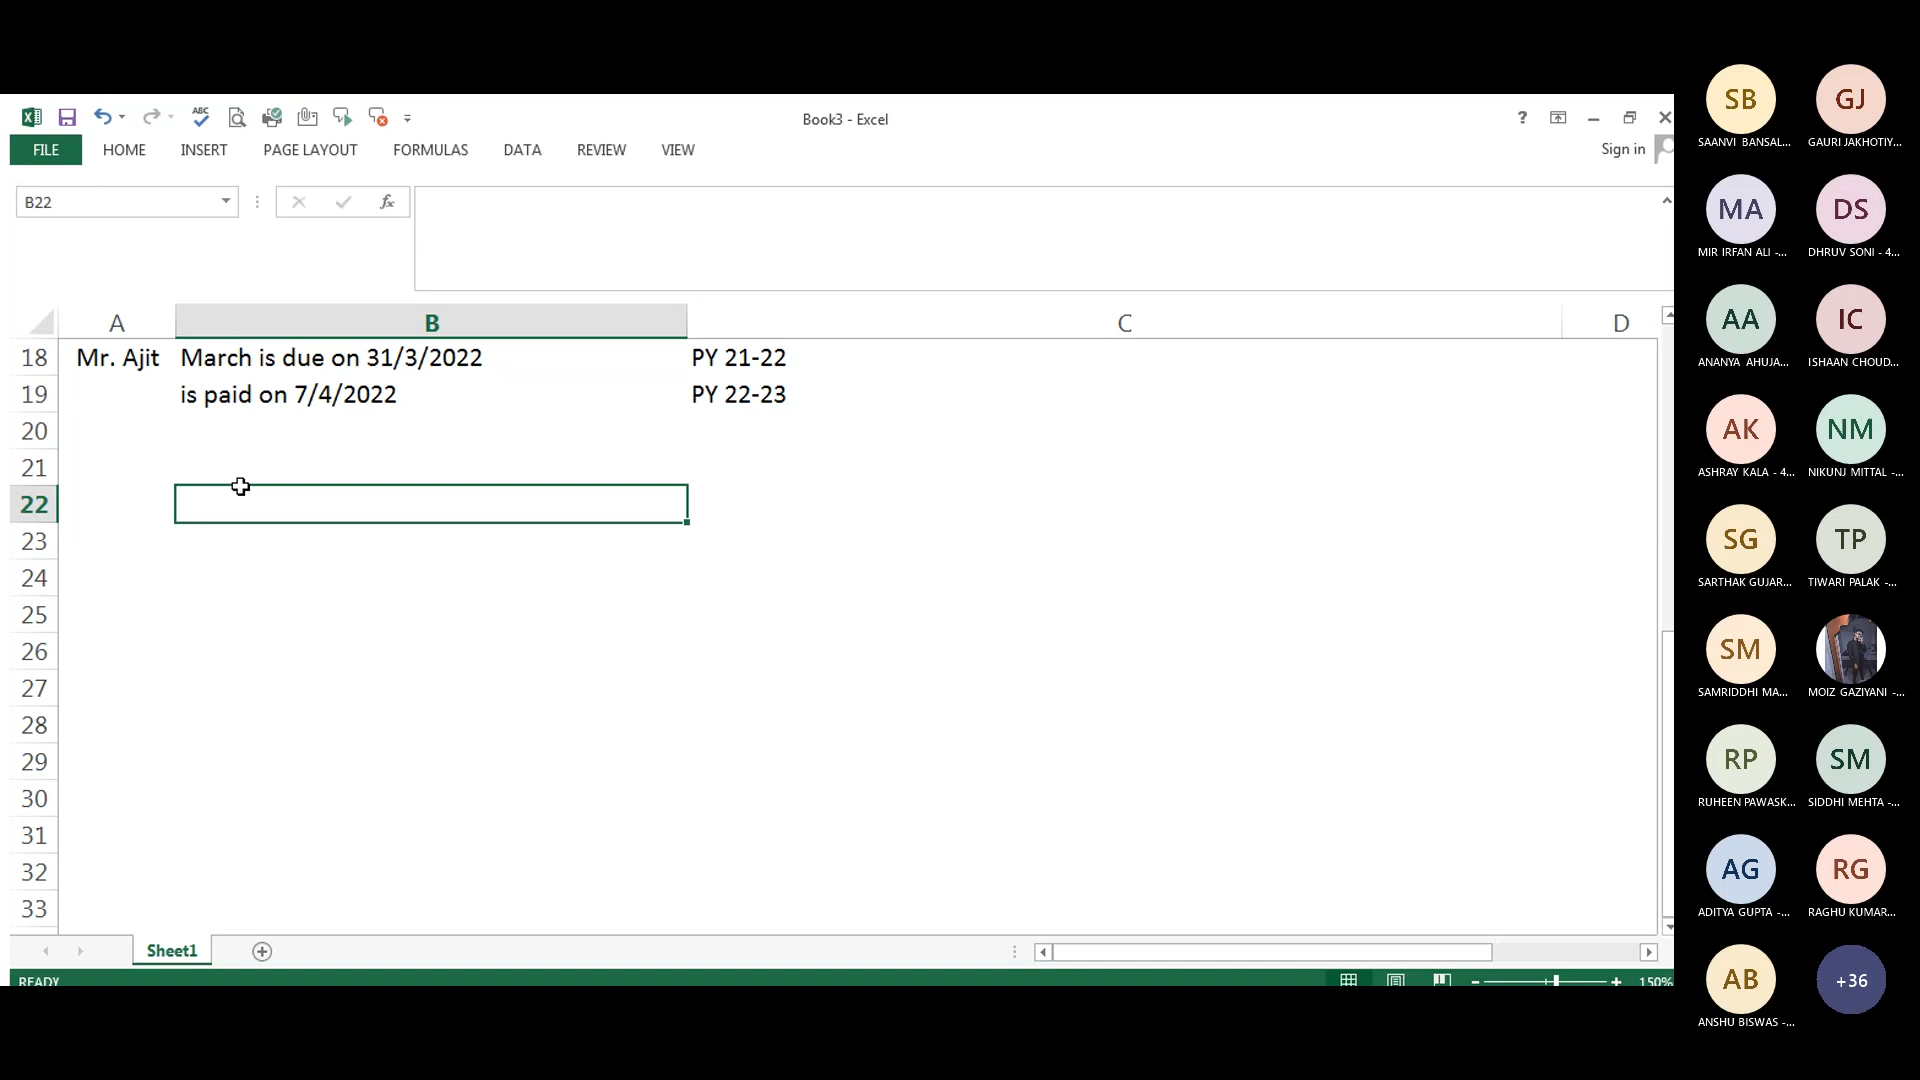 Book3 - Excel
?
FILE HOME INSERT PAGE LAYOUT FORMULAS DATA REVIEW VIEW
Sign in
B22
fx
A B C D
18 Mr. Ajit March is due on 31/3/2022 PY 21-22
19 is paid on 7/4/2022 PY 22-23
20
21
22
23
24
25
26
27
28
29
30
31
32
33
Sheet1
READY
150%
SB GJ
SAANVI BANSAL... GAURI JAKHOTIY...
MA DS
MIR IRFAN ALI -... DHRUV SONI - 4...
AA IC
ANANYA AHUJA... ISHAAN CHOUD...
AK NM
ASHRAY KALA - 4... NIKUNJ MITTAL -...
SG TP
SARTHAK GUJAR... TIWARI PALAK -...
SM
SAMRIDDHI MA... MOIZ GAZIYANI -...
RP SM
RUHEEN PAWASK... SIDDHI MEHTA -...
AG RG
ADITYA GUPTA -... RAGHU KUMAR...
AB +36
ANSHU BISWAS -...